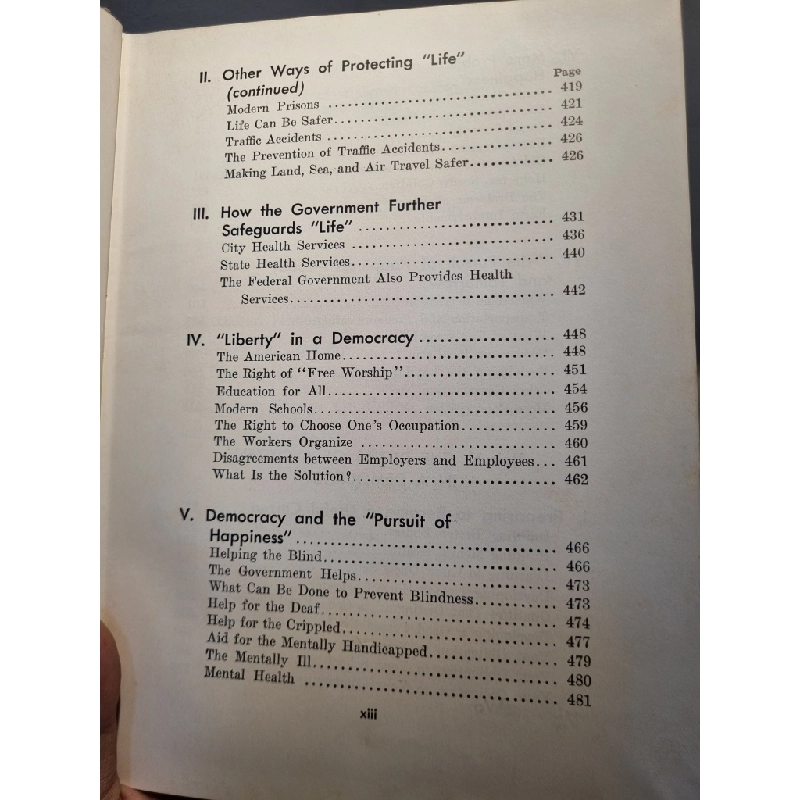 II. Other Ways of Protecting "Life"
(continued)
Page
Modern Prisons .............................. 419
Life Can Be Safer.............................. 421
Traffic Accidents .............................. 424
The Prevention of Traffic Accidents............... 426
Making Land, Sea, and Air Travel Safer............ 426
III. How the Government Further
Safeguards "Life" .............................. 431
City Health Services .............................. 436
State Health Services.............................. 440
The Federal Government Also Provides Health
Services.............................. 442
IV. "Liberty" in a Democracy .................... 448
The American Home.............................. 448
The Right of "Free Worship"..................... 451
Education for All.............................. 454
Modern Schools.............................. 456
The Right to Choose One's Occupation............. 459
The Workers Organize .......................... 460
Disagreements between Employers and Employees... 461
What Is the Solution?.......................... 462
V. Democracy and the "Pursuit of
Happiness".............................. 466
Helping the Blind.............................. 466
The Government Helps.......................... 473
What Can Be Done to Prevent Blindness............ 473
Help for the Deaf.............................. 474
Help for the Crippled.......................... 477
Aid for the Mentally Handicapped................ 479
The Mentally Ill.............................. 480
Mental Health .............................. 481
xiii